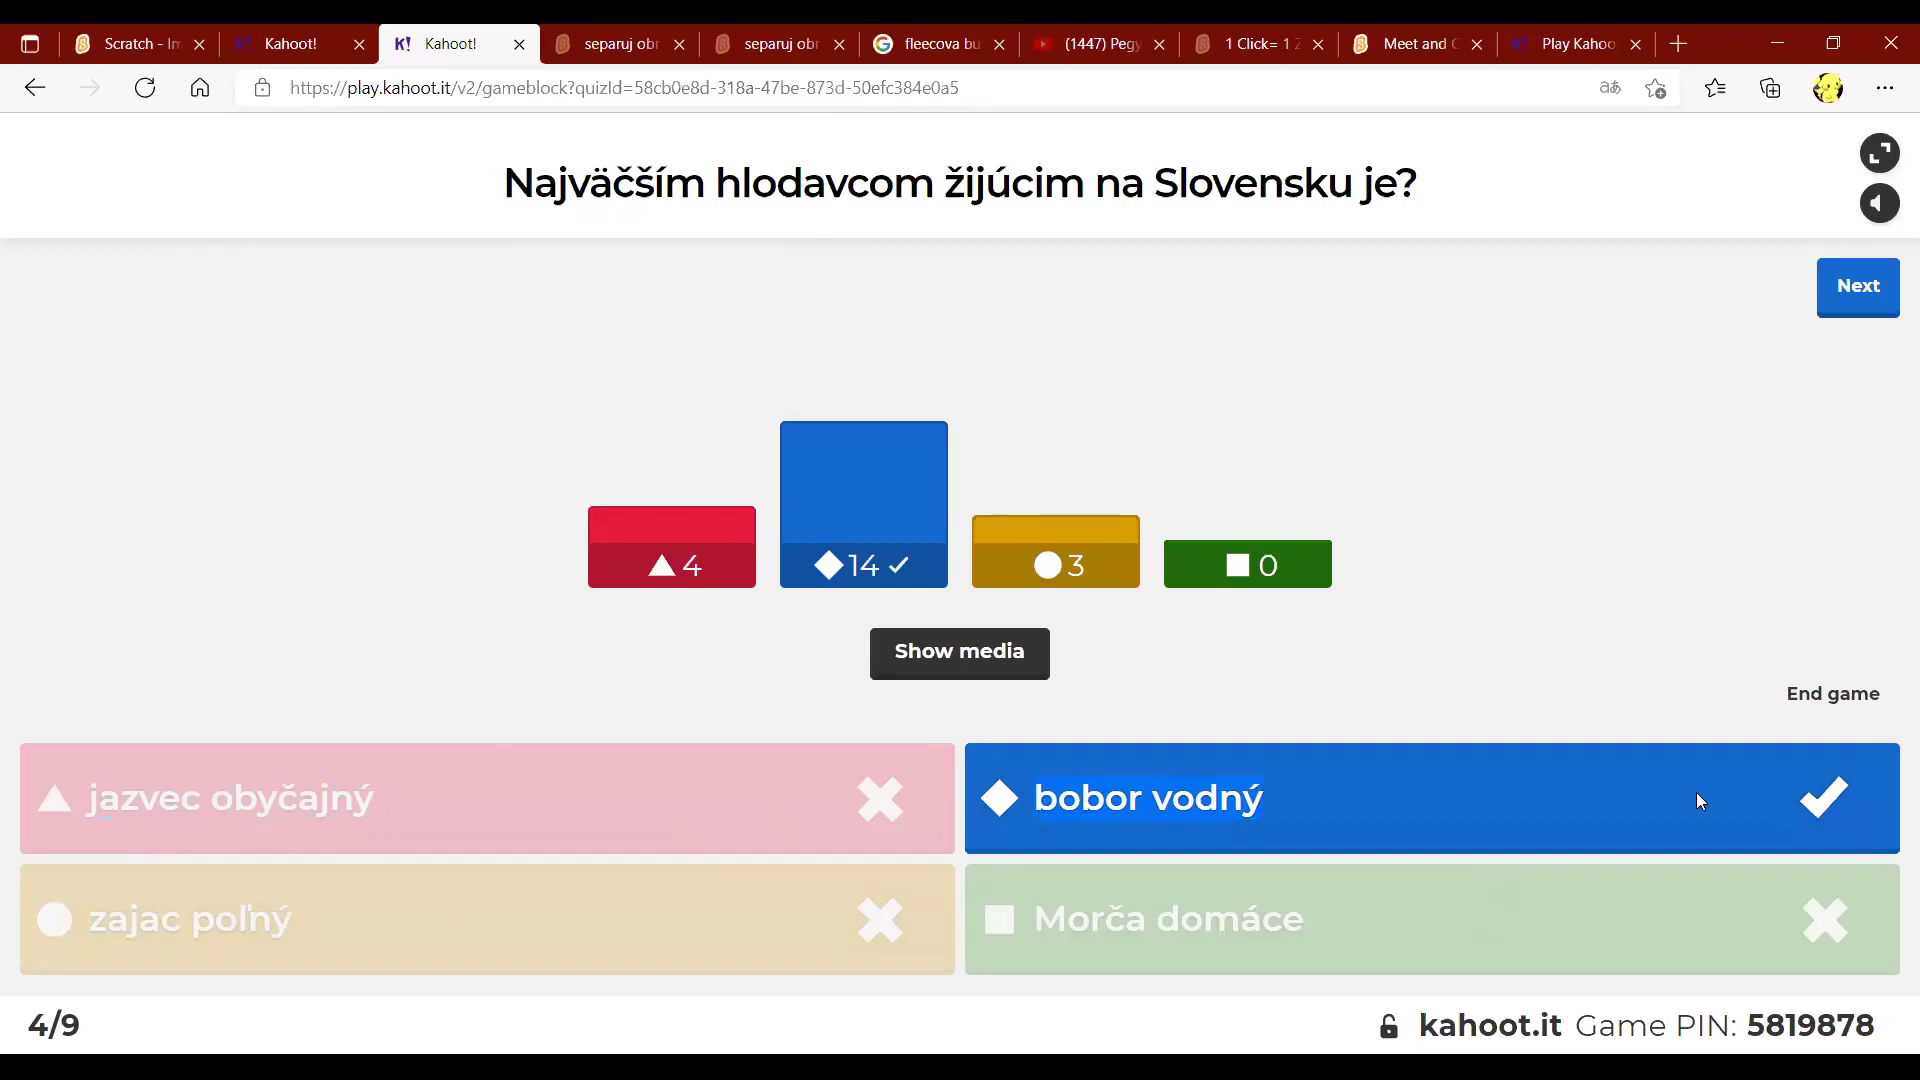 Scratch - Im
Kahoot!
Kahoot!
separuj obr
separuj obr
fleecova bu
(1447) Pegy
1 Click= 1 Z
Meet and C
Play Kahoo
https://play.kahoot.it/v2/gameblock?quizId=58cb0e8d-318a-47be-873d-50efc384e0a5
Najväčším hlodavcom žijúcim na Slovensku je?
Next
4
14
3
0
Show media
End game
jazvec obyčajný
bobor vodný
zajac poľný
Morča domáce
4/9
kahoot.it Game PIN: 5819878